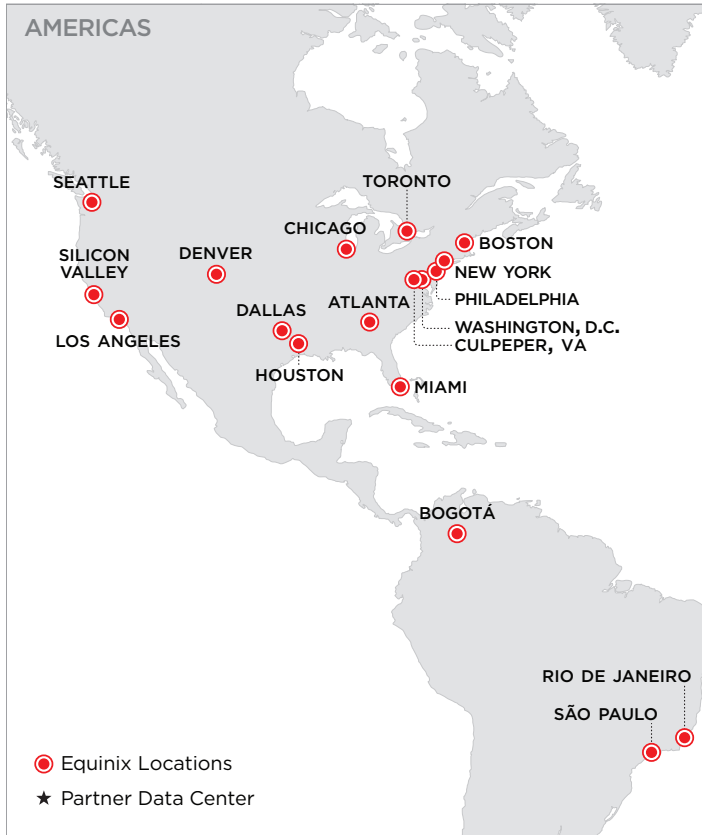 AMERICAS
SEATTLE
TORONTO
CHICAGO
BOSTON
SILICON
VALLEY
DENVER
NEW YORK
PHILADELPHIA
DALLAS
ATLANTA
WASHINGTON, D.C.
LOS ANGELES
CULPEPER, VA
HOUSTON
MIAMI
BOGOTÁ
RIO DE JANEIRO
SÃO PAULO
Equinix Locations
Partner Data Center